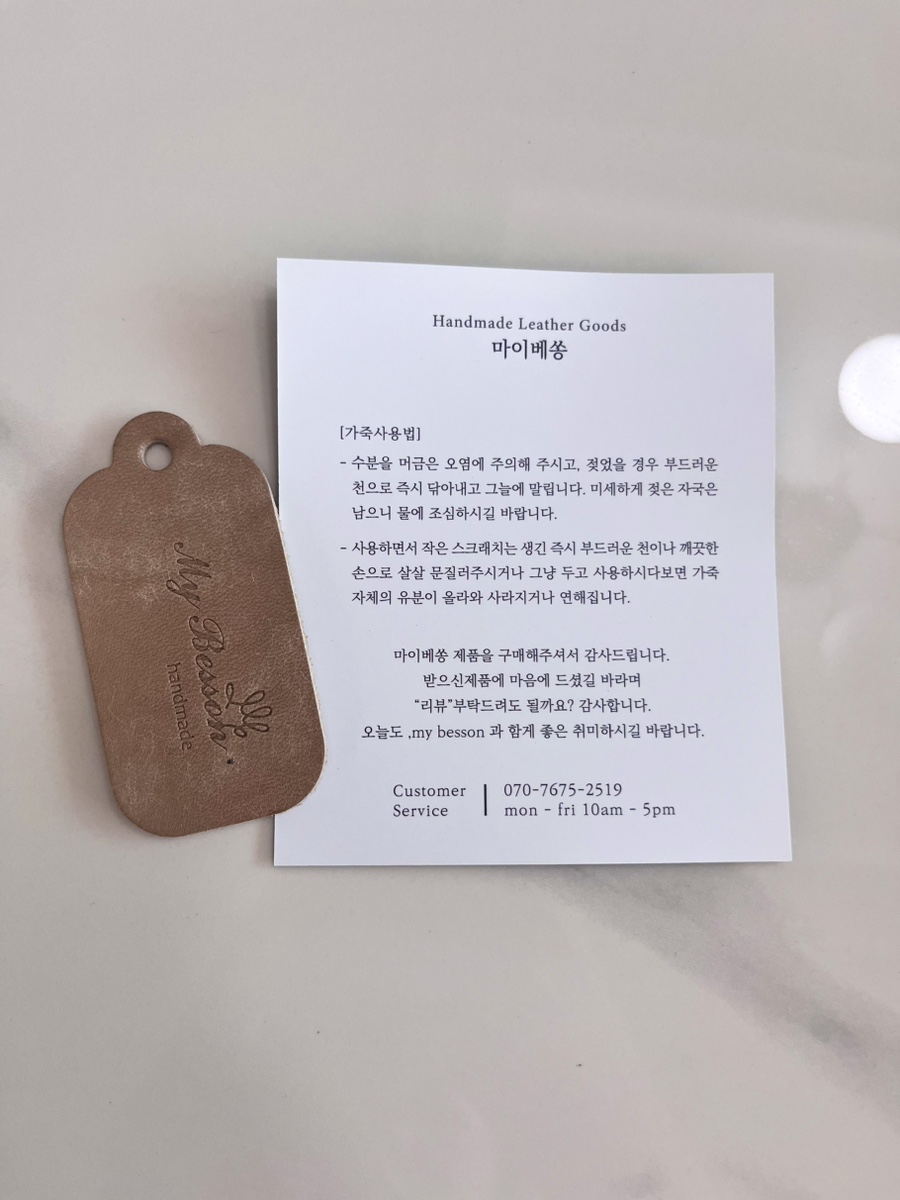 Handmade Leather Goods
마이베쏭
[가죽사용법]
- 수분을 머금은 오염에 주의해 주시고, 젖었을 경우 부드러운
천으로 즉시 닦아내고 그늘에 말립니다. 미세하게 젖은 자국은
남으니 물에 조심하시길 바랍니다.
- 사용하면서 작은 스크래치는 생긴 즉시 부드러운 천이나 깨끗한
손으로 살살 문질러주시거나 그냥 두고 사용하시다보면 가죽
자체의 유분이 올라와 사라지거나 연해집니다.
마이베쏭 제품을 구매해주셔서 감사드립니다.
받으신제품에 마음에 드셨길 바라며
“리뷰”부탁드려도 될까요? 감사합니다.
오늘도 ,my besson 과 함게 좋은 취미하시길 바랍니다.
Customer
Service
070-7675-2519
mon - fri 10am - 5pm
My Besson
handmade